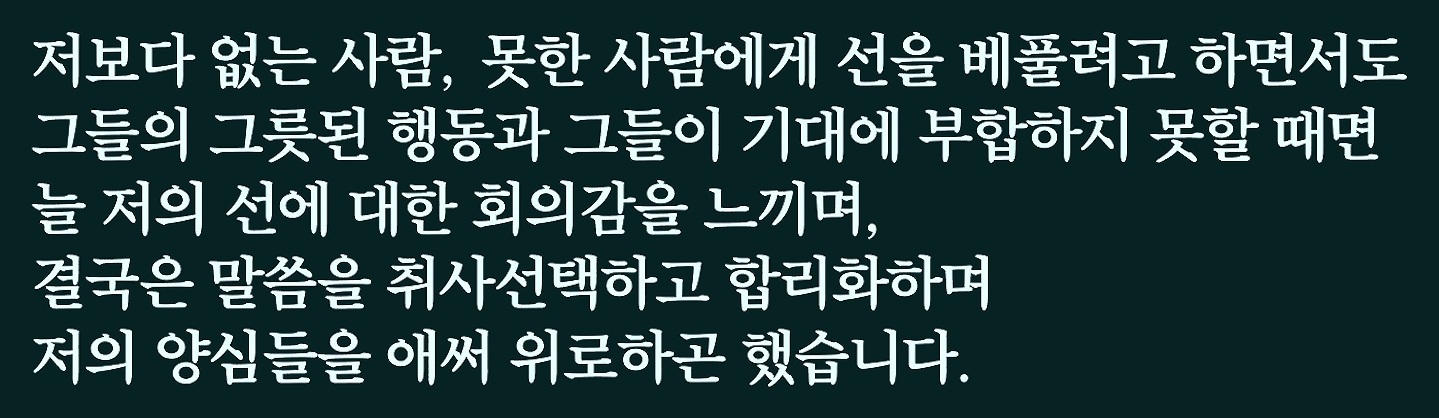 저보다 없는 사람, 못한 사람에게 선을 베풀려고 하면서도
그들의 그릇된 행동과 그들이 기대에 부합하지 못할 때면
늘 저의 선에 대한 회의감을 느끼며,
결국은 말씀을 취사선택하고 합리화하며
저의 양심들을 애써 위로하곤 했습니다.